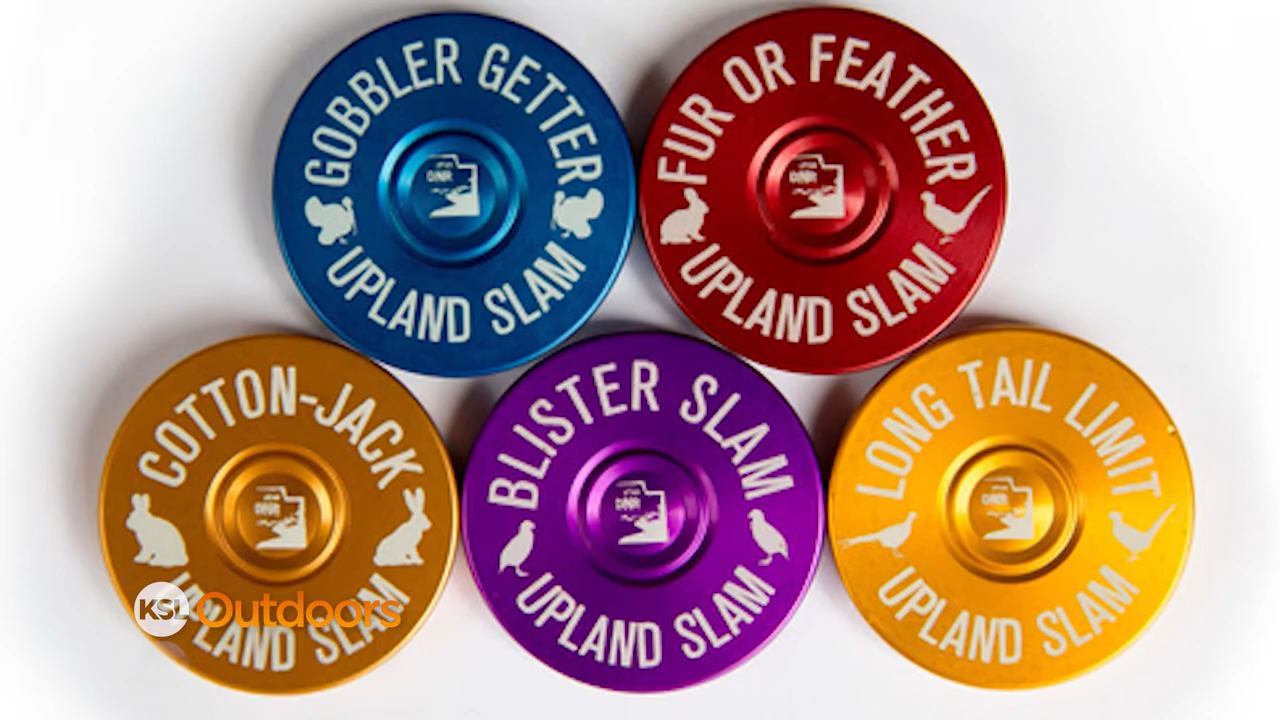 GOBBLER GETTER
UPLAND SLAM
FUR OR FEATHER
UPLAND SLAM
COTTON-JACK
UPLAND SLAM
BLISTER SLAM
UPLAND SLAM
LONG TAIL LIMIT
UPLAND SLAM
KSL Outdoors